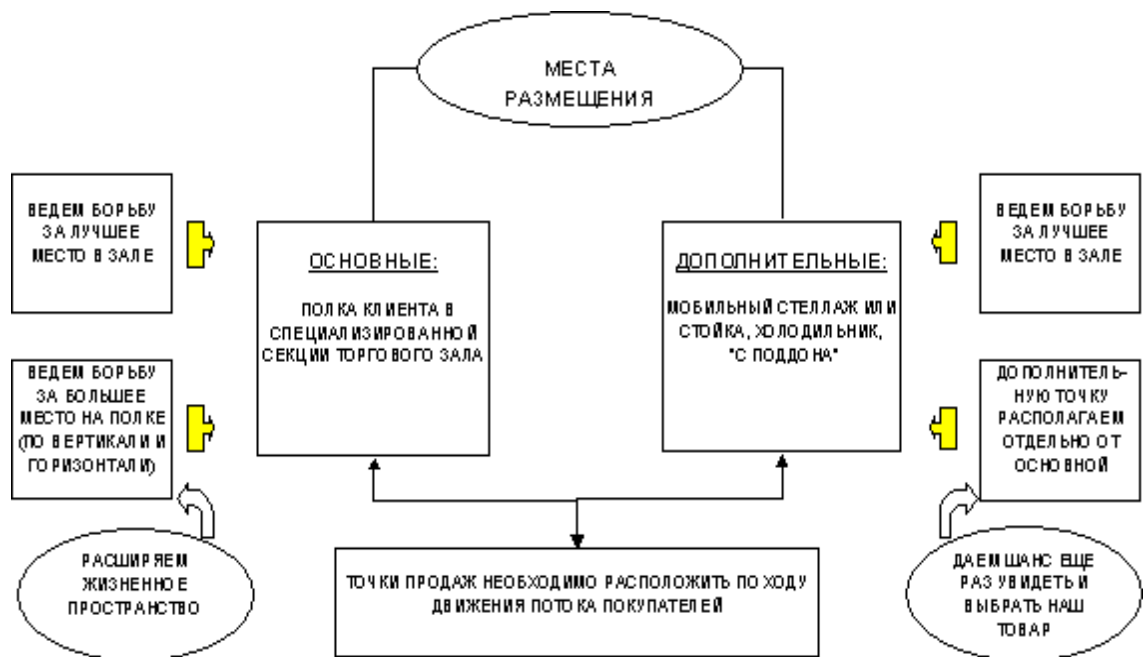 МЕСТА
РАЗМЕЩЕНИЯ
ВЕДЕМ БОРЬБУ
ЗА ЛУЧШЕЕ
МЕСТО В ЗАЛЕ
ОСНОВНЫЕ:
ПОЛКА КЛИЕНТА В
СПЕЦИАЛИЗИРОВАННОЙ
СЕКЦИИ ТОРГОВОГО ЗАЛА
ДОПОЛНИТЕЛЬНЫЕ:
МОБИЛЬНЫЙ СТЕЛЛАЖ ИЛИ
СТОЙКА, ХОЛОДИЛЬНИК,
"С ПОДДОНА"
ВЕДЕМ БОРЬБУ
ЗА ЛУЧШЕЕ
МЕСТО В ЗАЛЕ
ВЕДЕМ БОРЬБУ
ЗА БОЛЬШЕЕ
МЕСТО НА ПОЛКЕ
(ПО ВЕРТИКАЛИ И
ГОРИЗОНТАЛИ)
ДОПОЛНИТЕЛЬ-
НУЮ ТОЧКУ
РАСПОЛАГАЕМ
ОТДЕЛЬНО ОТ
ОСНОВНОЙ
РАСШИРЯЕМ
ЖИЗНЕННОЕ
ПРОСТРАНСТВО
ТОЧКИ ПРОДАЖ НЕОБХОДИМО РАСПОЛОЖИТЬ ПО ХОДУ
ДВИЖЕНИЯ ПОТОКА ПОКУПАТЕЛЕЙ
ДАЕМ ШАНС ЕЩЕ
РАЗ УВИДЕТЬ И
ВЫБРАТЬ НАШ
ТОВАР